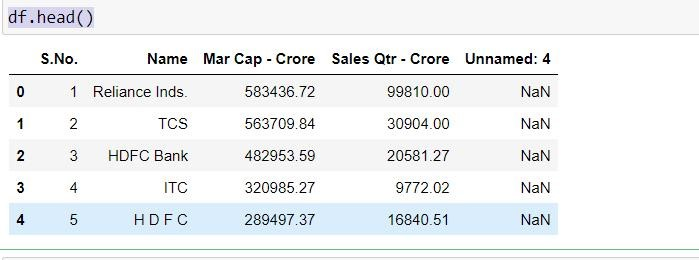 df.head()
S.No. Name Mar Cap - Crore Sales Qtr - Crore Unnamed: 4
0 1 Reliance Inds. 583436.72 99810.00 NaN
1 2 TCS 563709.84 30904.00 NaN
2 3 HDFC Bank 482953.59 20581.27 NaN
3 4 ITC 320985.27 9772.02 NaN
4 5 H D F C 289497.37 16840.51 NaN